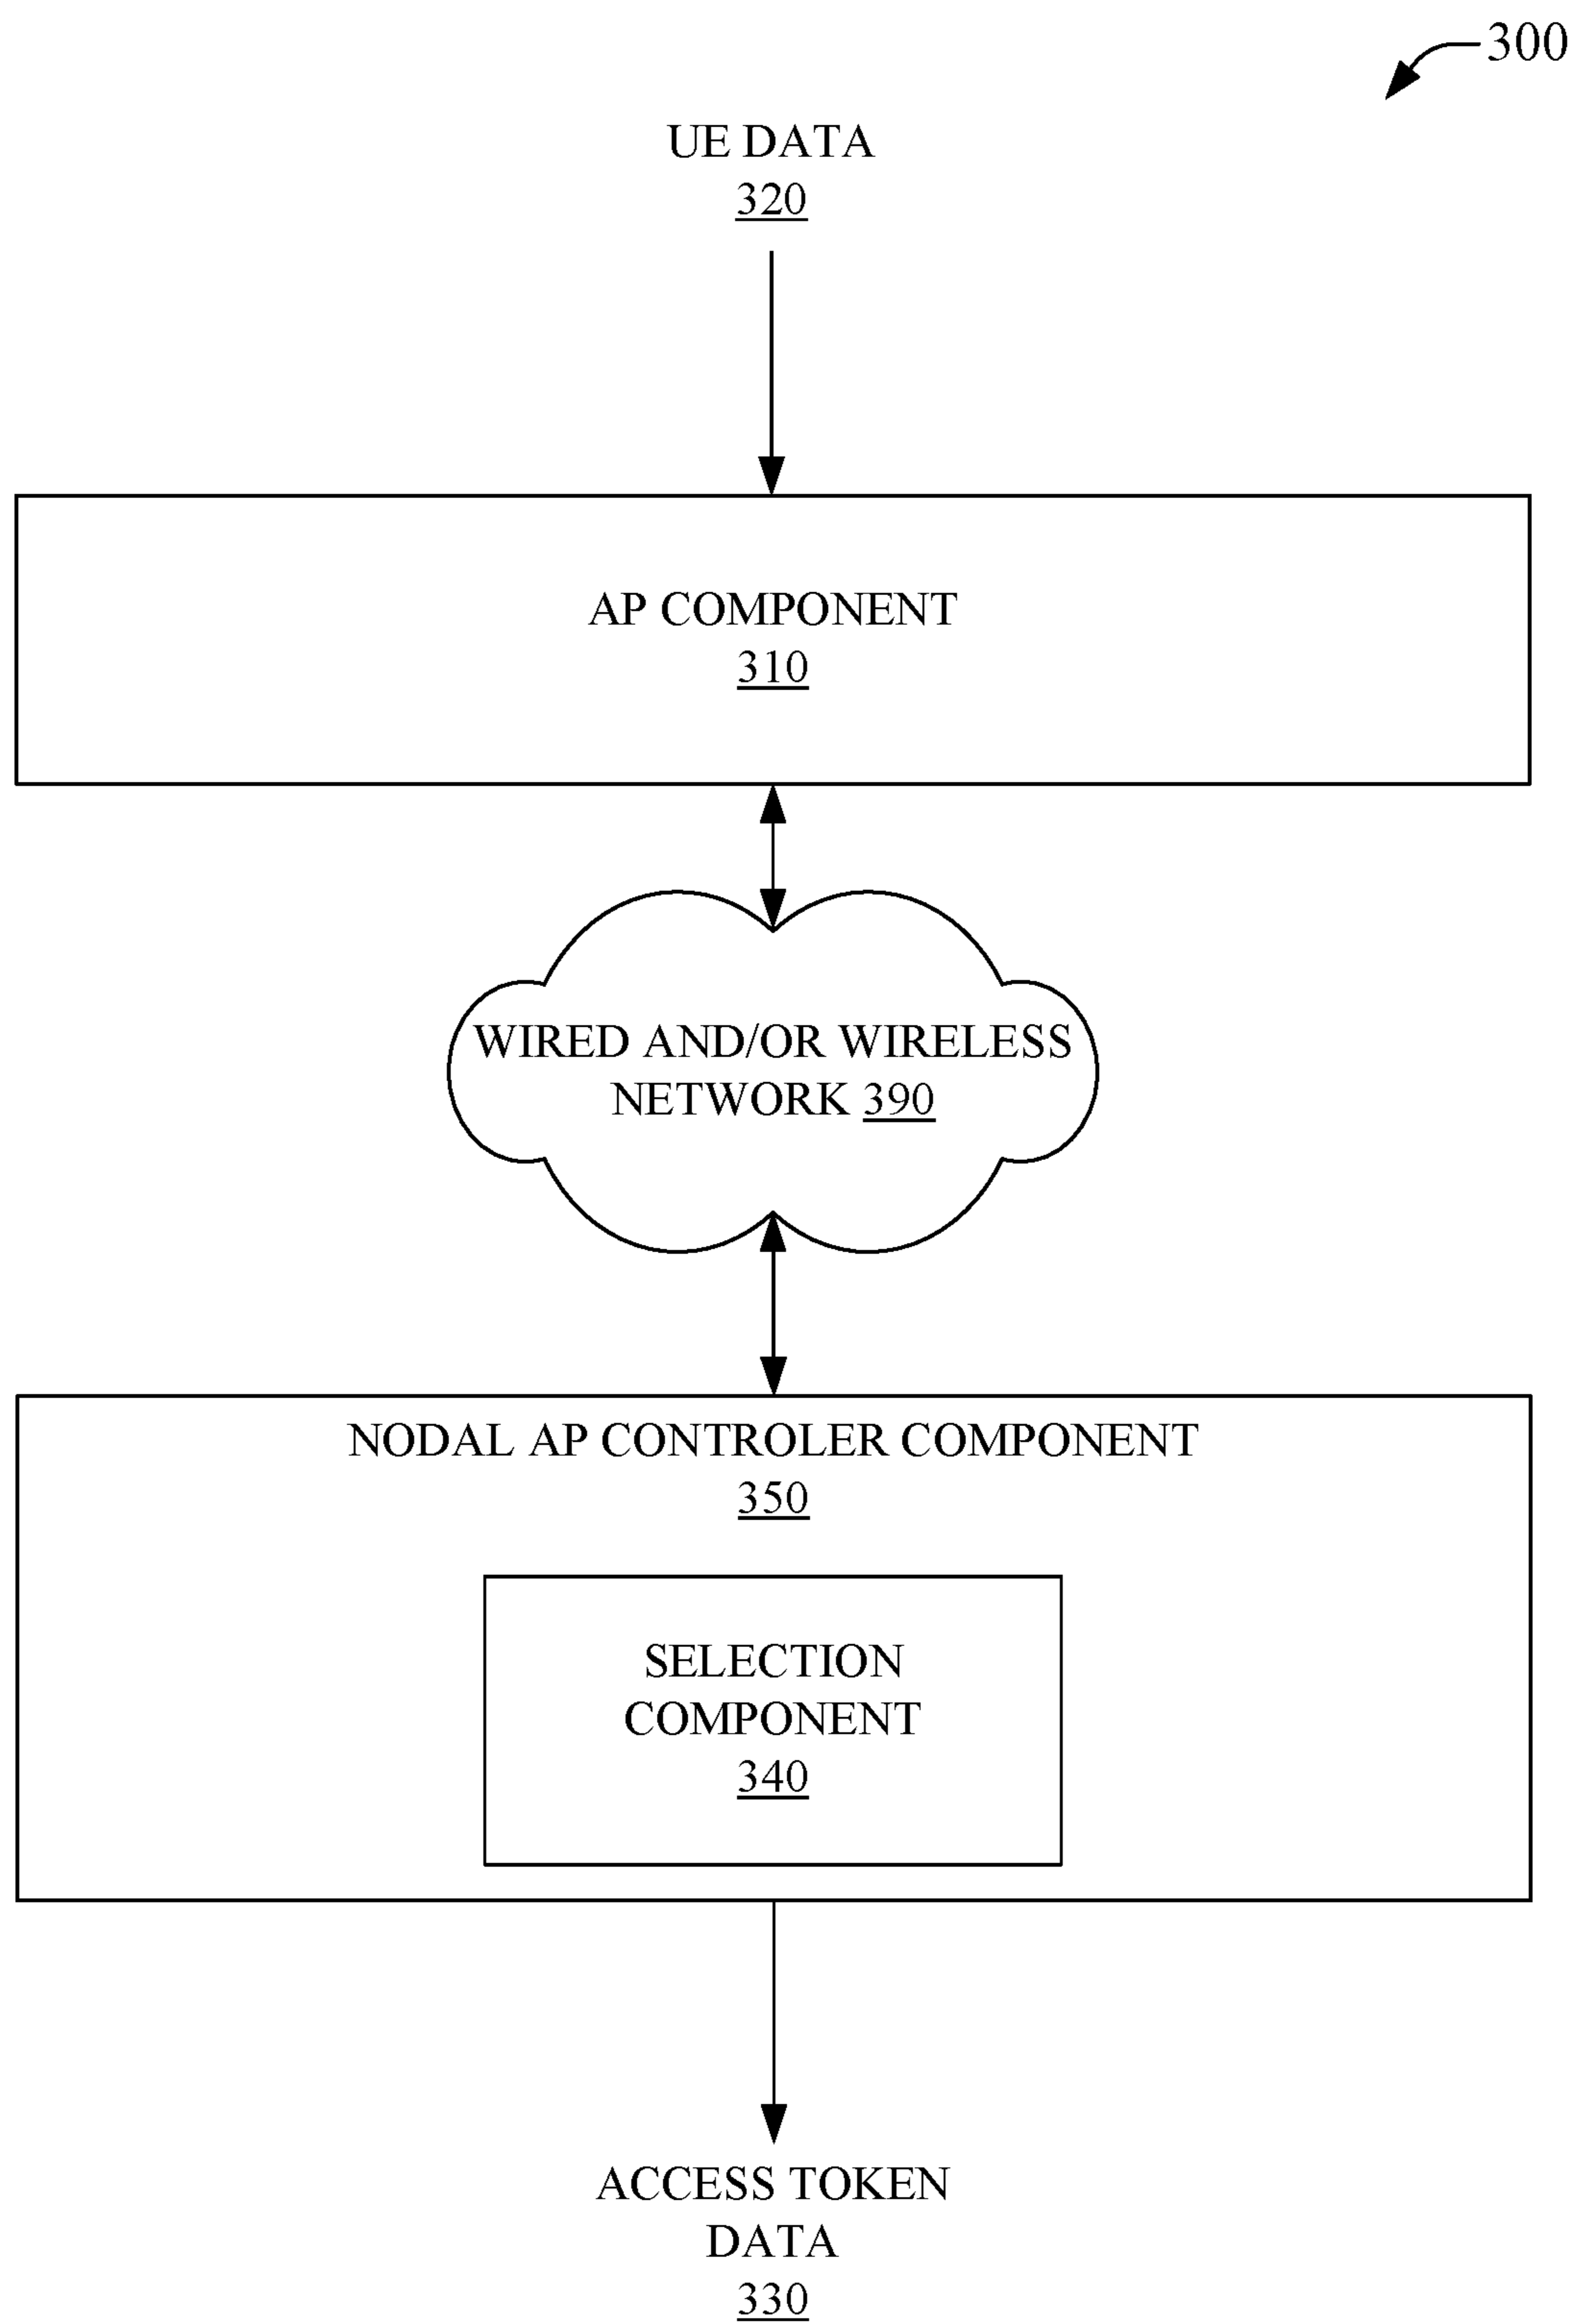 300
UE DATA
320
AP COMPONENT
310
WIRED AND/OR WIRELESS
NETWORK 390
NODAL AP CONTROLER COMPONENT
350
SELECTION
COMPONENT
340
ACCESS TOKEN
DATA
330